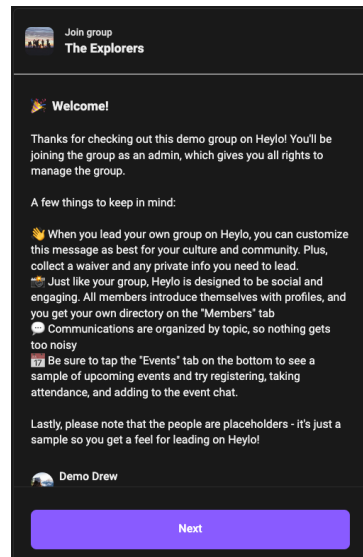 Join group
The Explorers
🎉 Welcome!
Thanks for checking out this demo group on Heylo! You'll be
joining the group as an admin, which gives you all rights to
manage the group.
A few things to keep in mind:
👋 When you lead your own group on Heylo, you can customize
this message as best for your culture and community. Plus,
collect a waiver and any private info you need to lead.
📸 Just like your group, Heylo is designed to be social and
engaging. All members introduce themselves with profiles, and
you get your own directory on the "Members" tab
💬 Communications are organized by topic, so nothing gets
too noisy
📅 Be sure to tap the "Events" tab on the bottom to see a
sample of upcoming events and try registering, taking
attendance, and adding to the event chat.
Lastly, please note that the people are placeholders - it's just a
sample so you get a feel for leading on Heylo!
Demo Drew
Next